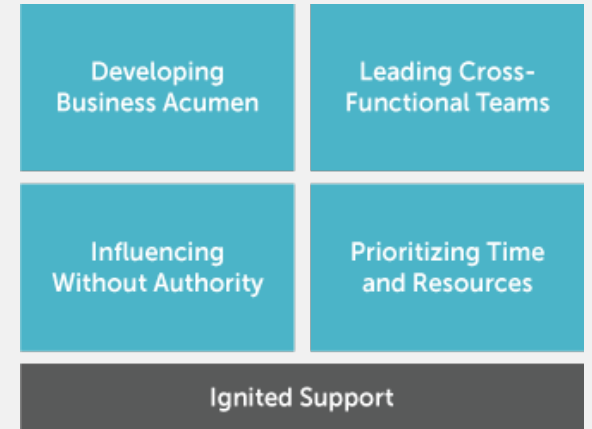 Developing
Business Acumen
Leading Cross-
Functional Teams
Influencing
Without Authority
Prioritizing Time
and Resources
Ignited Support